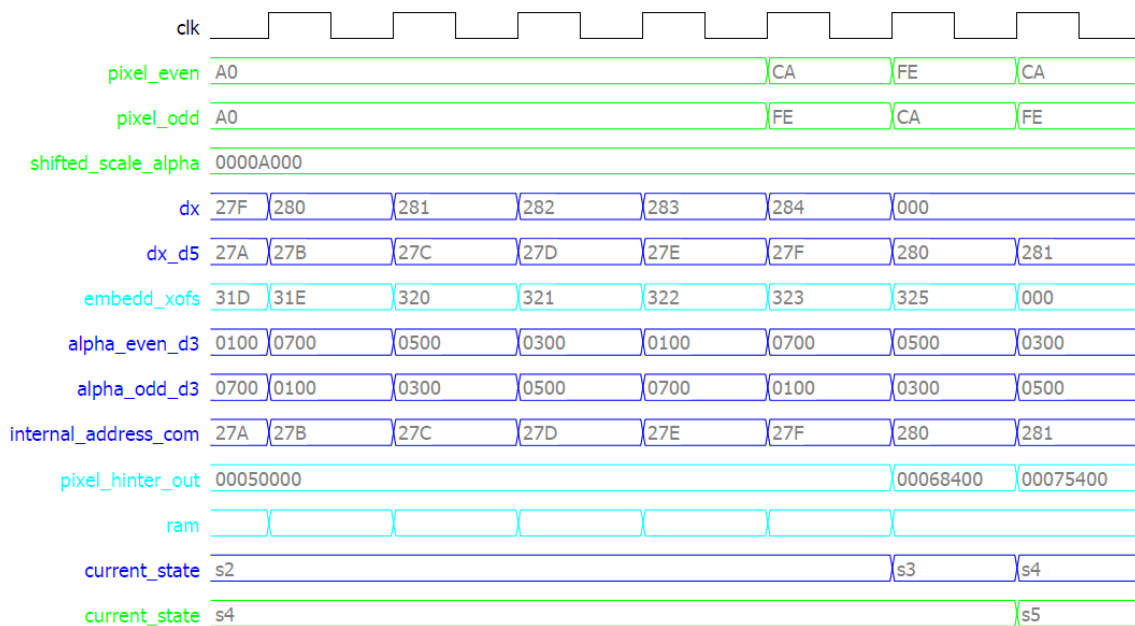 clk
pixel_even A0 CA FE CA
pixel_odd A0 FE CA FE
shifted_scale_alpha 0000A000
dx 27F 280 281 282 283 284 000
dx_d5 27A 27B 27C 27D 27E 27F 280 281
embedd_xofs 31D 31E 320 321 322 323 325 000
alpha_even_d3 0100 0700 0500 0300 0100 0700 0500 0300
alpha_odd_d3 0700 0100 0300 0500 0700 0100 0300 0500
internal_address_com 27A 27B 27C 27D 27E 27F 280 281
pixel_hinter_out 00050000 00068400 00075400
ram
current_state s2 s3 s4
current_state s4 s5